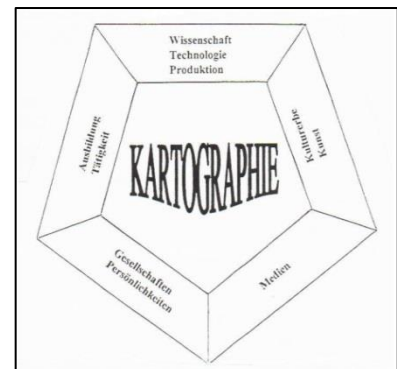 Wissenschaft
Technologie
Produktion
Kulturerbe
Kunst
Ausbildung
Tätigkeit
KARTOGRAPHIE
Gesellschaften
Persönlichkeiten
Medien